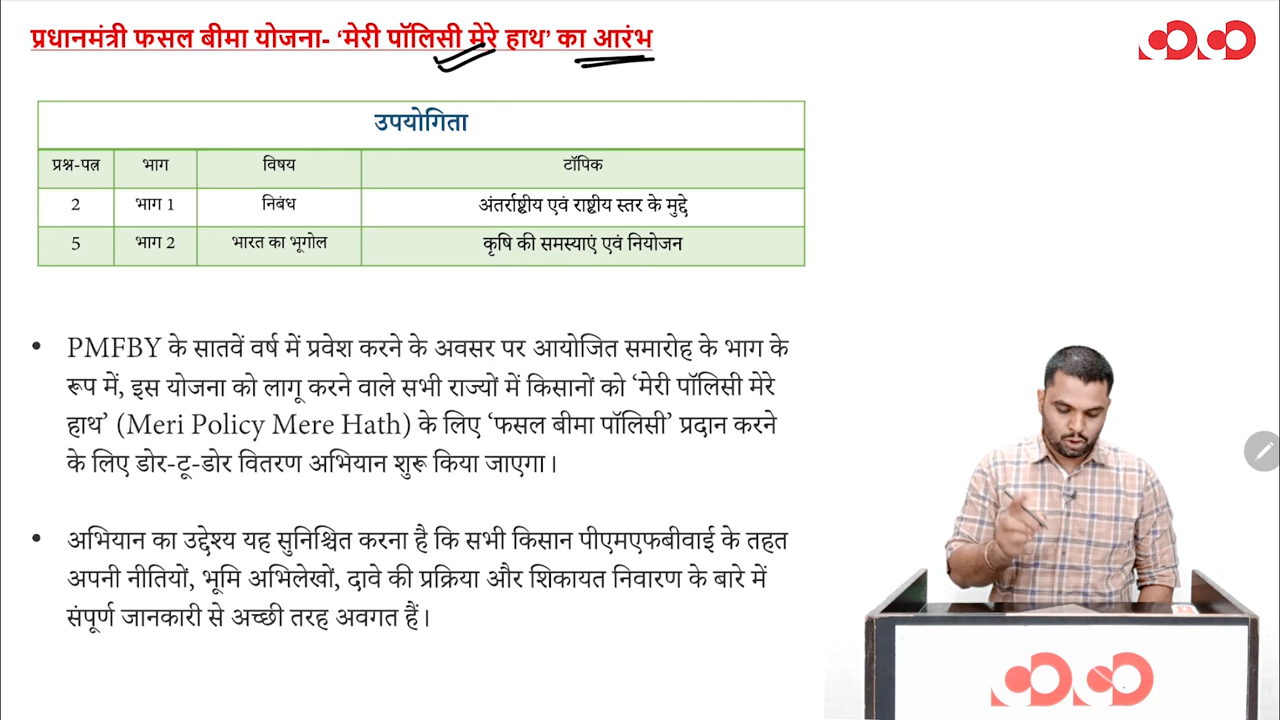 प्रधानमंत्री फसल बीमा योजना- ‘मेरी पॉलिसी मेरे हाथ’ का आरंभ
उपयोगिता
प्रश्न-पत्र भाग विषय टॉपिक
2 भाग 1 निबंध अंतर्राष्ट्रीय एवं राष्ट्रीय स्तर के मुद्दे
5 भाग 2 भारत का भूगोल कृषि की समस्याएं एवं नियोजन
• PMFBY के सातवें वर्ष में प्रवेश करने के अवसर पर आयोजित समारोह के भाग के
रूप में, इस योजना को लागू करने वाले सभी राज्यों में किसानों को ‘मेरी पॉलिसी मेरे
हाथ’ (Meri Policy Mere Hath) के लिए ‘फसल बीमा पॉलिसी’ प्रदान करने
के लिए डोर-टू-डोर वितरण अभियान शुरू किया जाएगा।
• अभियान का उद्देश्य यह सुनिश्चित करना है कि सभी किसान पीएमएफबीवाई के तहत
अपनी नीतियों, भूमि अभिलेखों, दावे की प्रक्रिया और शिकायत निवारण के बारे में
संपूर्ण जानकारी से अच्छी तरह अवगत हैं।